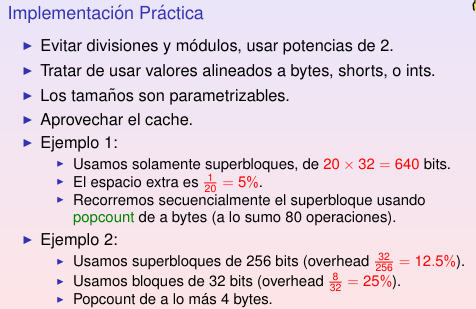 Implementación Práctica
Evitar divisiones y módulos, usar potencias de 2.
Tratar de usar valores alineados a bytes, shorts, o ints.
Los tamaños son parametrizables.
Aprovechar el cache.
Ejemplo 1:
Usamos solamente superbloques, de 20 × 32 = 640 bits.
El espacio extra es 1/20 = 5%.
Recorremos secuencialmente el superbloque usando
popcount de a bytes (a lo sumo 80 operaciones).
Ejemplo 2:
Usamos superbloques de 256 bits (overhead 32/256 = 12.5%).
Usamos bloques de 32 bits (overhead 8/32 = 25%).
Popcount de a lo más 4 bytes.